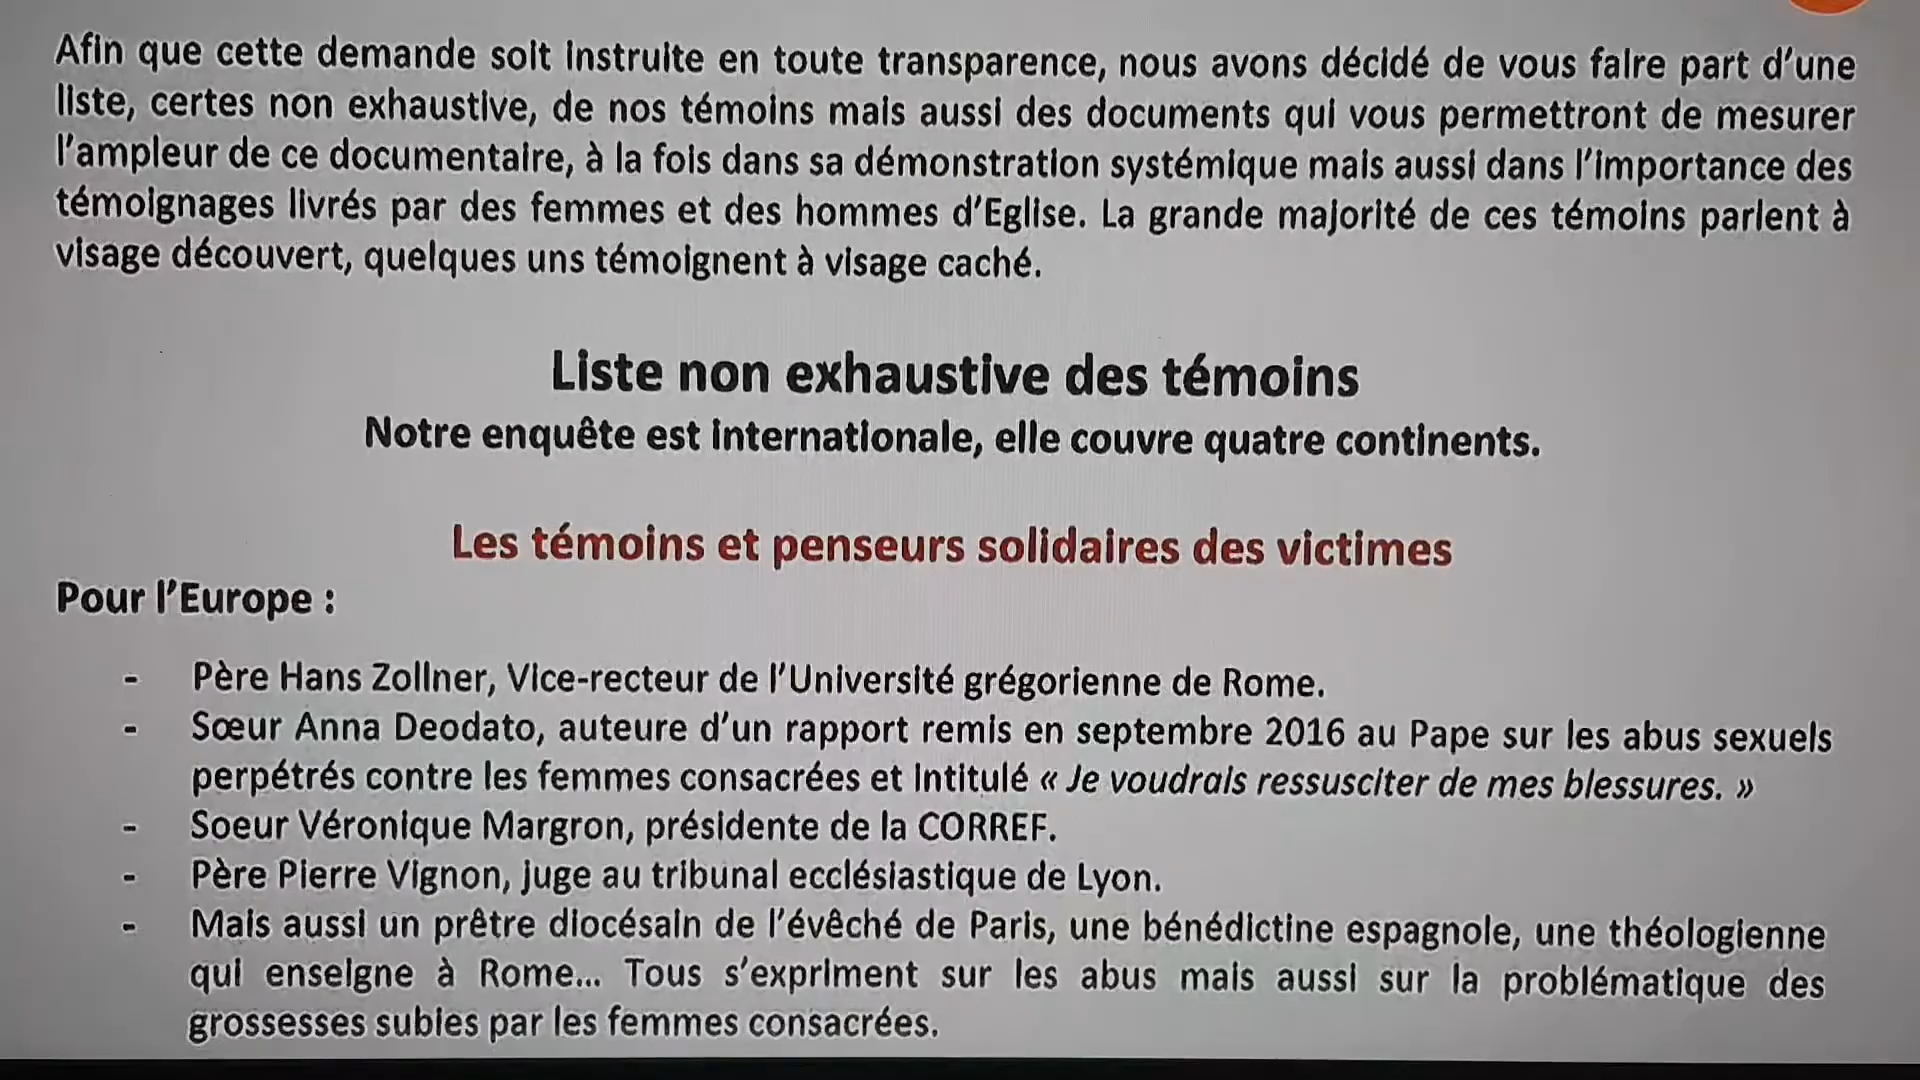 Afin que cette demande soit instruite en toute transparence, nous avons décidé de vous faire part d'une
liste, certes non exhaustive, de nos témoins mais aussi des documents qui vous permettront de mesurer
l'ampleur de ce documentaire, à la fois dans sa démonstration systémique mais aussi dans l'importance des
témoignages livrés par des femmes et des hommes d'Eglise. La grande majorité de ces témoins parlent à
visage découvert, quelques uns témoignent à visage caché.
Liste non exhaustive des témoins
Notre enquête est internationale, elle couvre quatre continents.
Les témoins et penseurs solidaires des victimes
Pour l'Europe :
- Père Hans Zollner, Vice-recteur de l'Université grégorienne de Rome.
- Sœur Anna Deodato, auteure d'un rapport remis en septembre 2016 au Pape sur les abus sexuels
perpétrés contre les femmes consacrées et intitulé « Je voudrais ressusciter de mes blessures. »
- Soeur Véronique Margron, présidente de la CORREF.
- Père Pierre Vignon, juge au tribunal ecclésiastique de Lyon.
- Mais aussi un prêtre diocésain de l'évêché de Paris, une bénédictine espagnole, une théologienne
qui enseigne à Rome... Tous s'expriment sur les abus mais aussi sur la problématique des
grossesses subies par les femmes consacrées.